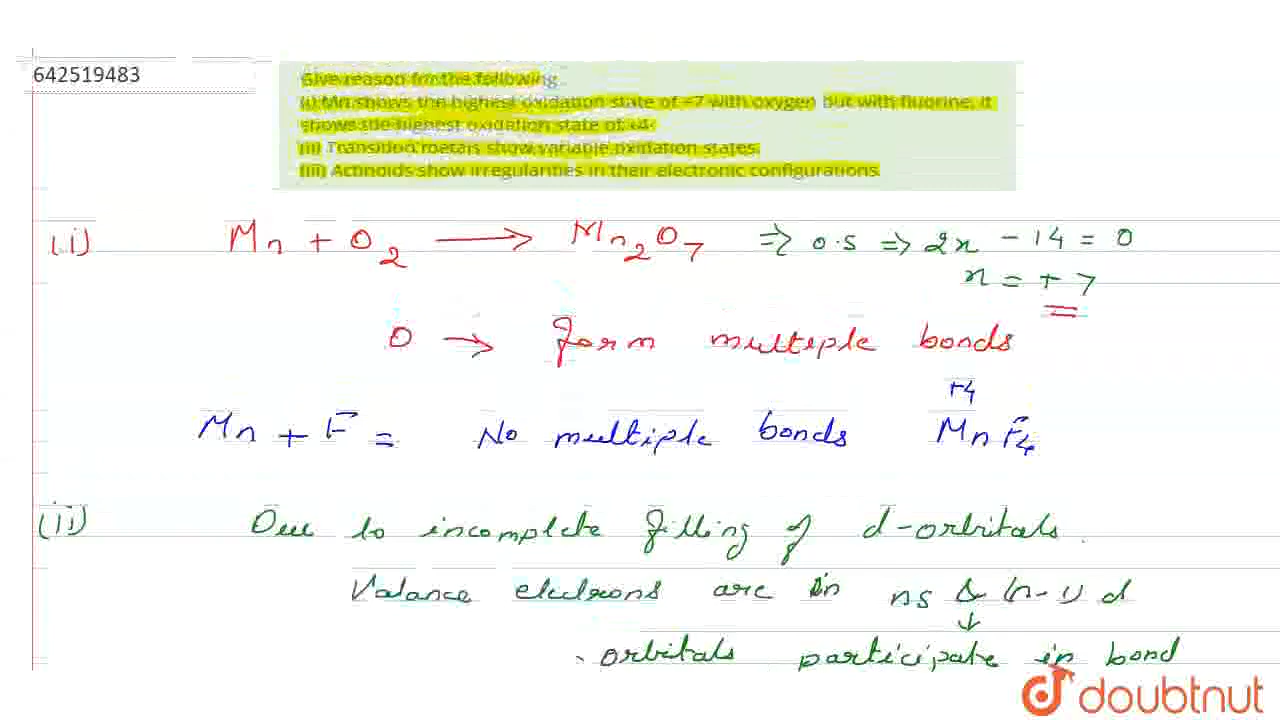 642519483
Give reason for the following
(i) Mn shows the highest oxidation state of +7 with oxygen but with fluorine, it
shows the highest oxidation state of +4.
(ii) Transition metals show variable oxidation states.
(iii) Actinoids show irregularities in their electronic configurations.
(i) Mn + O2 → Mn2O7 ⇒ O.S ⇒ 2x - 14 = 0
x = + 7
O → form multiple bonds
+4
Mn + F = No multiple bonds MnF4
(ii) Due to incomplete filling of d-orbitals.
Valance electrons are in ns & (n-1) d
↓
orbitals participate in bond
doubtnut